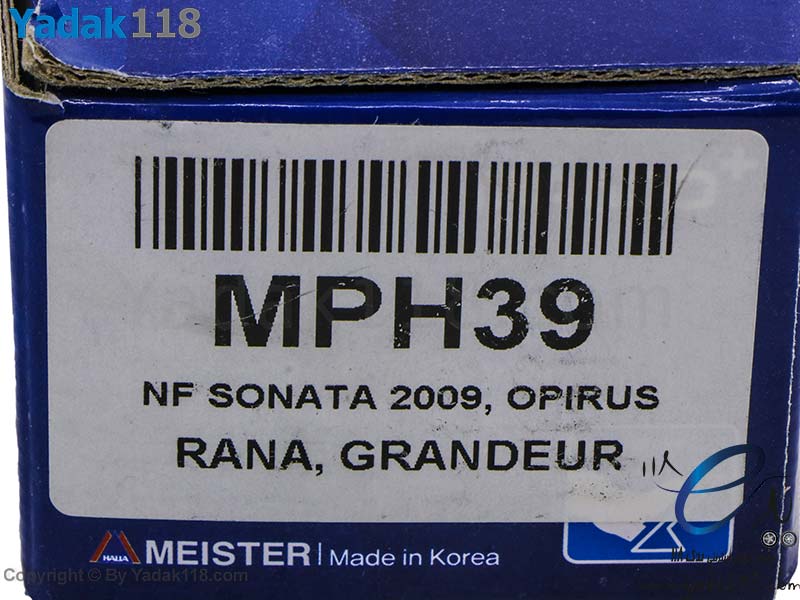 Yadak118
MPH39
NF SONATA 2009, OPIRUS
RANA, GRANDEUR
HALLA MEISTER | Made in Korea
Copyright © By Yadak118.com